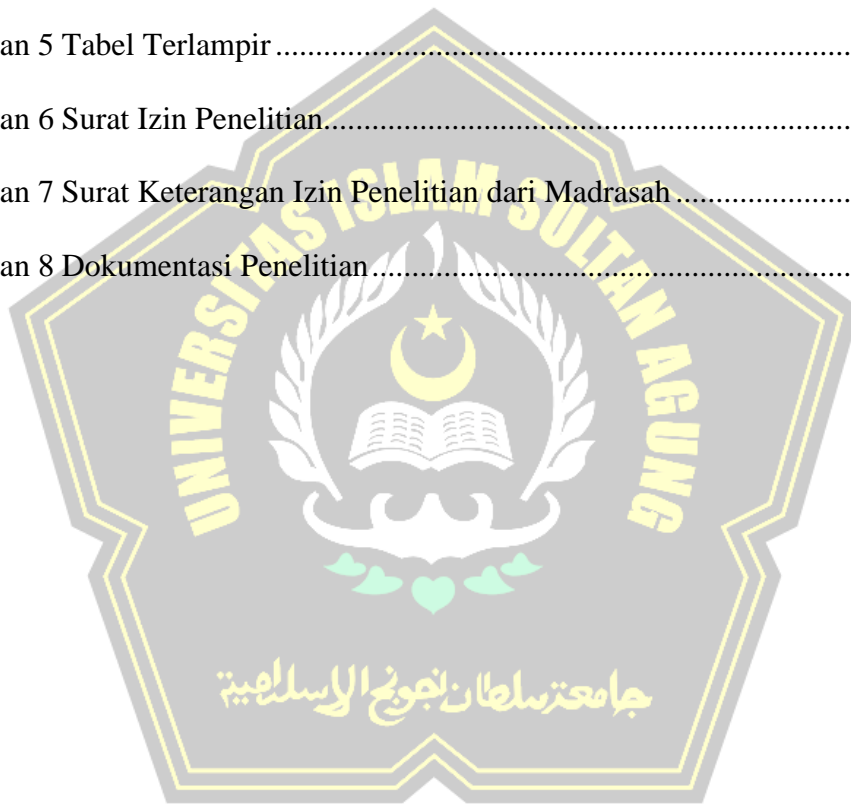 an 5 Tabel Terlampir ........................................................................
an 6 Surat Izin Penelitian..................................................................
an 7 Surat Keterangan Izin Penelitian dari Madrasah ......................
an 8 Dokumentasi Penelitian ............................................................
UNIVERSITAS ISLAM SULTAN AGUNG
جامعة سلطان أجونج الإسلامية